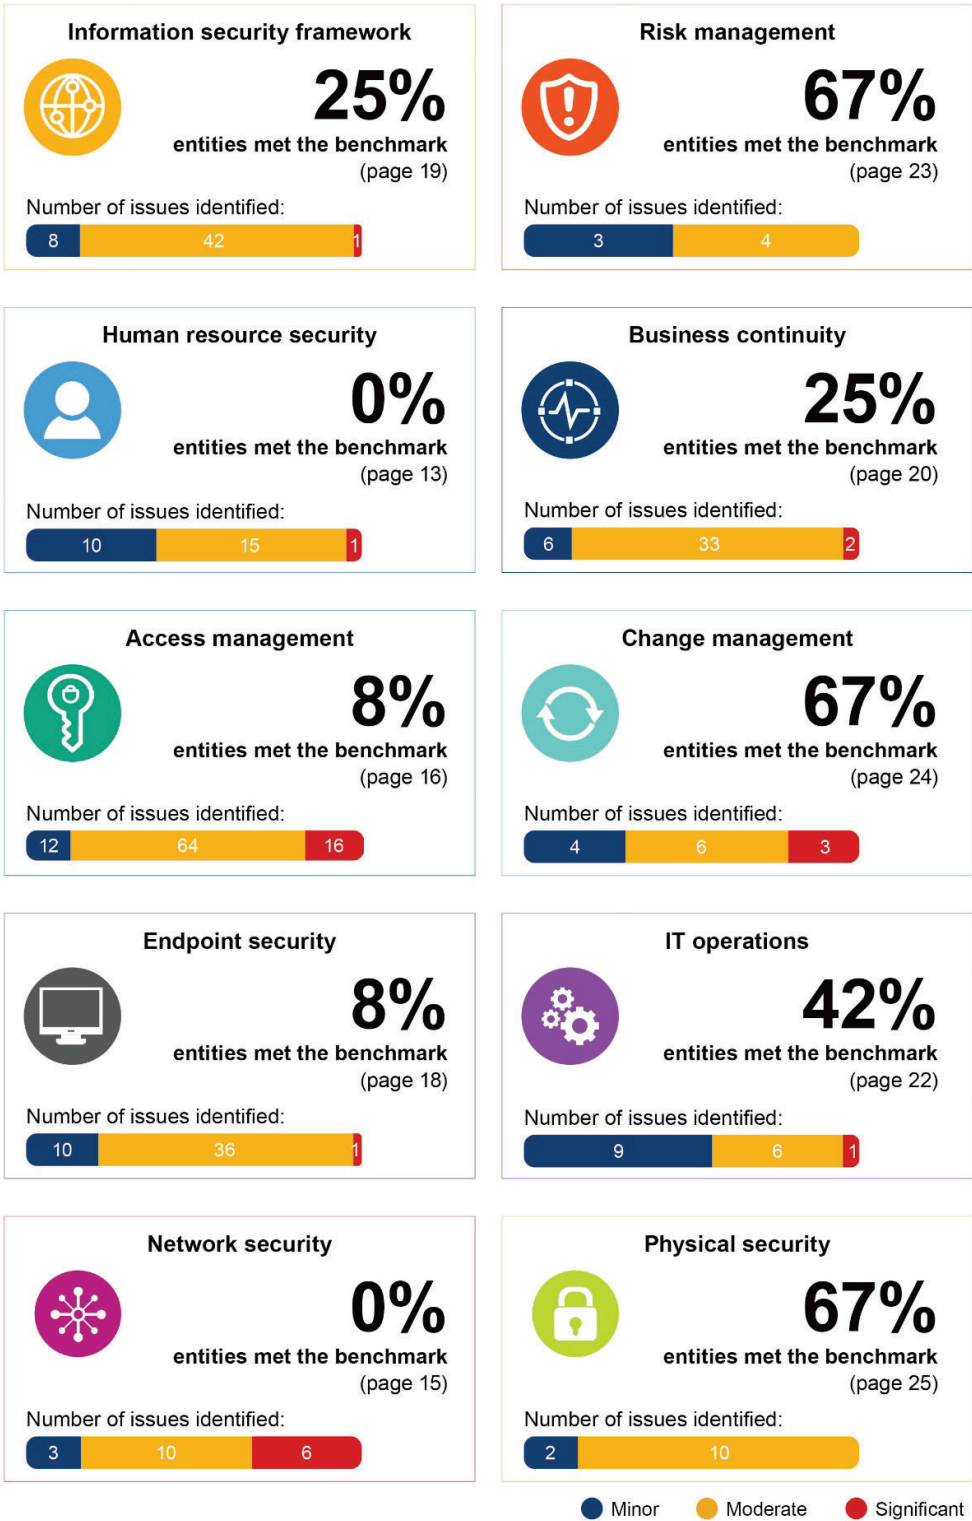 Information security framework
25%
entities met the benchmark
(page 19)
Number of issues identified:
8 42 1
Risk management
67%
entities met the benchmark
(page 23)
Number of issues identified:
3 4
Human resource security
0%
entities met the benchmark
(page 13)
Number of issues identified:
10 15 1
Business continuity
25%
entities met the benchmark
(page 20)
Number of issues identified:
6 33 2
Access management
8%
entities met the benchmark
(page 16)
Number of issues identified:
12 64 16
Change management
67%
entities met the benchmark
(page 24)
Number of issues identified:
4 6 3
Endpoint security
8%
entities met the benchmark
(page 18)
Number of issues identified:
10 36 1
IT operations
42%
entities met the benchmark
(page 22)
Number of issues identified:
9 6 1
Network security
0%
entities met the benchmark
(page 15)
Number of issues identified:
3 10 6
Physical security
67%
entities met the benchmark
(page 25)
Number of issues identified:
2 10
Minor Moderate Significant